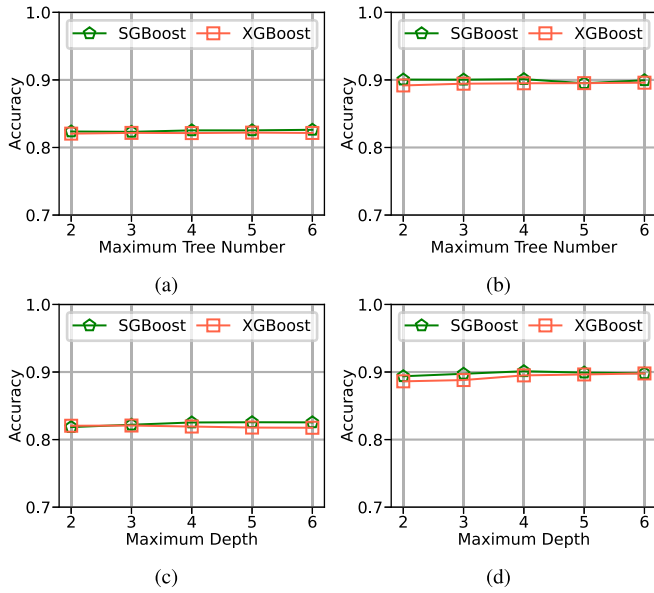 1.0
SGBoost XGBoost
0.9
0.8
0.7
Accuracy
2 3 4 5 6
Maximum Tree Number
(a)
1.0
SGBoost XGBoost
0.9
0.8
0.7
Accuracy
2 3 4 5 6
Maximum Tree Number
(b)
1.0
SGBoost XGBoost
0.9
0.8
0.7
Accuracy
2 3 4 5 6
Maximum Depth
(c)
1.0
SGBoost XGBoost
0.9
0.8
0.7
Accuracy
2 3 4 5 6
Maximum Depth
(d)